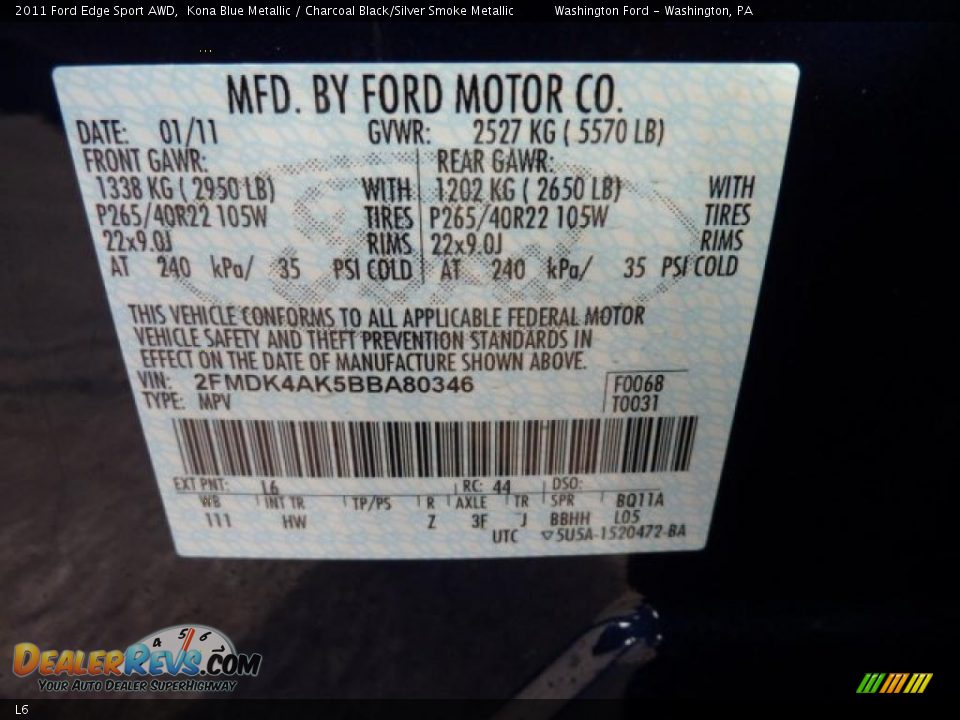 2011 Ford Edge Sport AWD, Kona Blue Metallic / Charcoal Black/Silver Smoke Metallic Washington Ford - Washington, PA
...
MFD. BY FORD MOTOR CO.
DATE: 01/11 GVWR: 2527 KG ( 5570 LB)
FRONT GAWR: REAR GAWR:
1338 KG ( 2950 LB) WITH 1202 KG ( 2650 LB) WITH
P265/40R22 105W TIRES P265/40R22 105W TIRES
22x9.0J RIMS 22x9.0J RIMS
AT 240 kPa/ 35 PSI COLD AT 240 kPa/ 35 PSI COLD
THIS VEHICLE CONFORMS TO ALL APPLICABLE FEDERAL MOTOR
VEHICLE SAFETY AND THEFT PREVENTION STANDARDS IN
EFFECT ON THE DATE OF MANUFACTURE SHOWN ABOVE.
VIN: 2FMDK4AK5BBA80346 F0068
TYPE: MPV T0031
EXT PNT: L6 RC: 44 DSO:
WB INT TR TP/PS R AXLE TR SPR BQ11A
111 HW Z 3F J BBHH L05
UTC ▽5U5A-1520472-BA
4 5 6
DEALERREVS.COM
YOUR AUTO DEALER SUPERHIGHWAY
L6